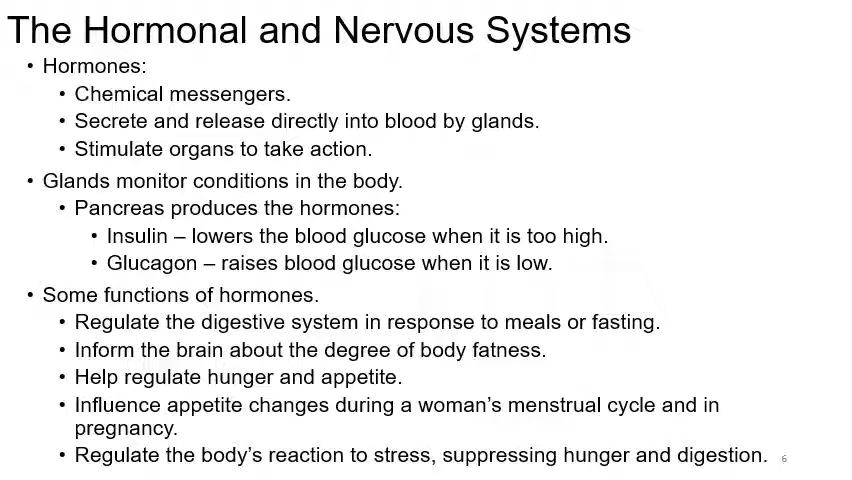 The Hormonal and Nervous Systems
• Hormones:
• Chemical messengers.
• Secrete and release directly into blood by glands.
• Stimulate organs to take action.
• Glands monitor conditions in the body.
• Pancreas produces the hormones:
• Insulin – lowers the blood glucose when it is too high.
• Glucagon – raises blood glucose when it is low.
• Some functions of hormones.
• Regulate the digestive system in response to meals or fasting.
• Inform the brain about the degree of body fatness.
• Help regulate hunger and appetite.
• Influence appetite changes during a woman’s menstrual cycle and in
pregnancy.
• Regulate the body’s reaction to stress, suppressing hunger and digestion.
6